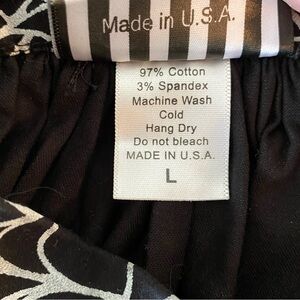 Made in U.S.A.
97% Cotton
3% Spandex
Machine Wash
Cold
Hang Dry
Do not bleach
MADE IN U.S.A.
L